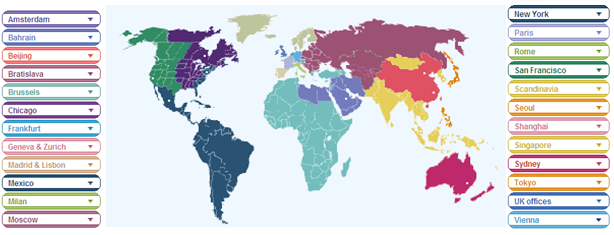 Amsterdam
Bahrain
Beijing
Bratislava
Brussels
Chicago
Frankfurt
Geneva & Zurich
Madrid & Lisbon
Mexico
Milan
Moscow
New York
Paris
Rome
San Francisco
Scandinavia
Seoul
Shanghai
Singapore
Sydney
Tokyo
UK offices
Vienna